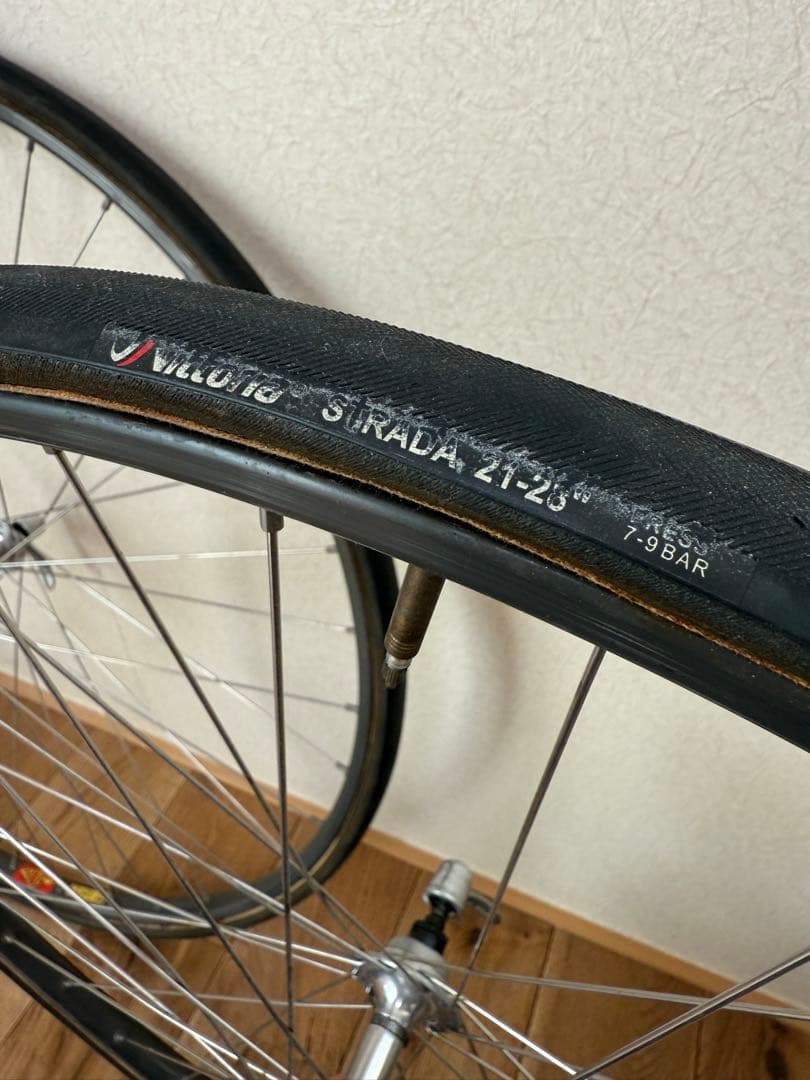 Vittoria STRADA 21-28" W PRESS
7-9BAR